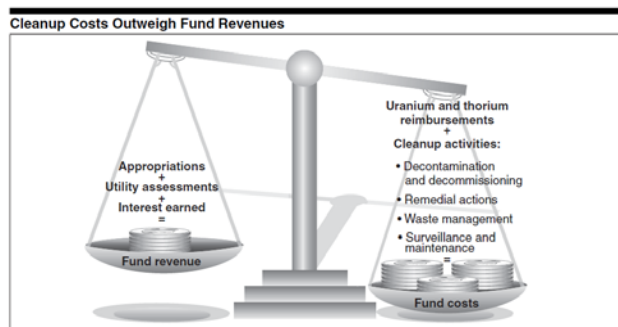 Cleanup Costs Outweigh Fund Revenues
Appropriations
+
Utility assessments
+
Interest earned
=
Fund revenue
Uranium and thorium
reimbursements
+
Cleanup activities:
• Decontamination
and decommissioning
• Remedial actions
• Waste management
• Surveillance and
maintenance
=
Fund costs